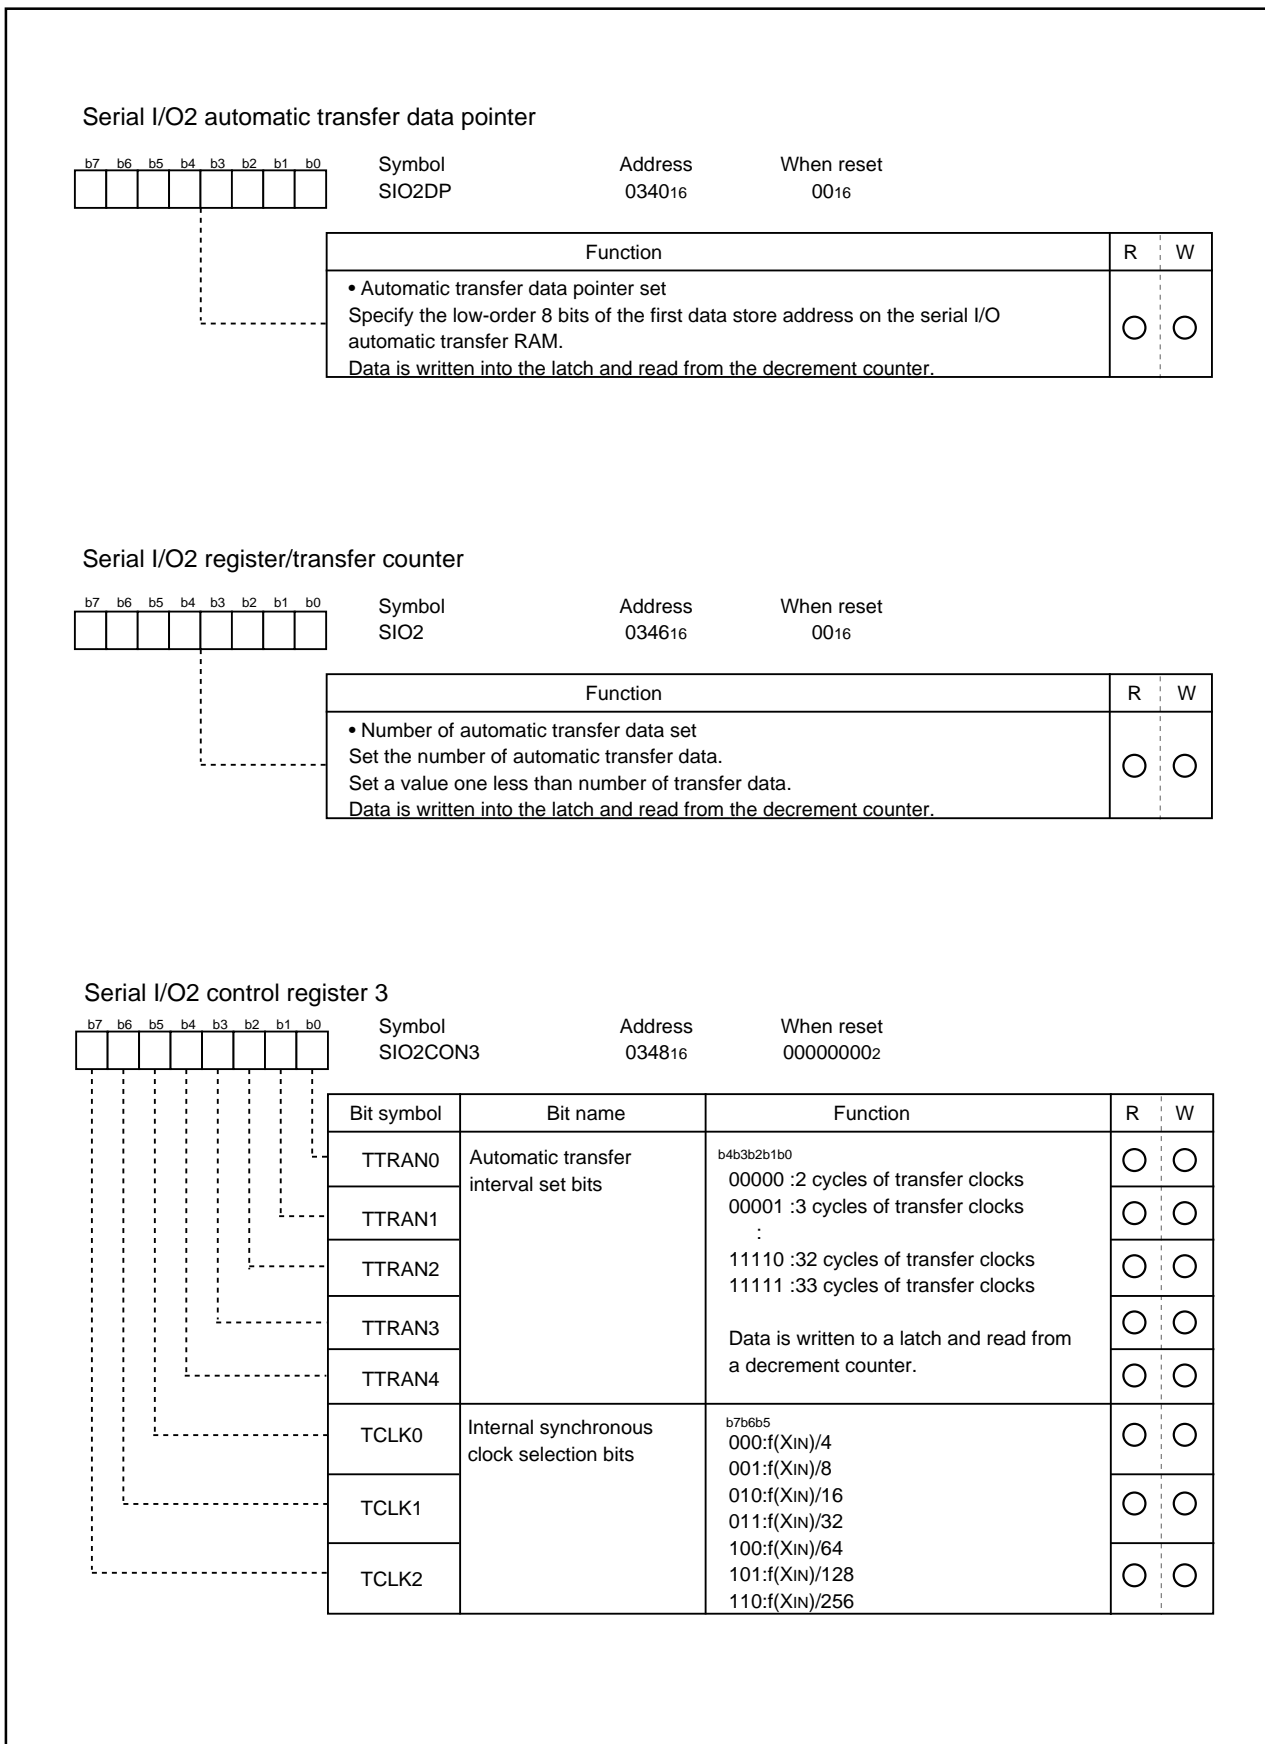 Serial I/O2 automatic transfer data pointer
b7 b6 b5 b4 b3 b2 b1 b0
Symbol Address When reset
SIO2DP 034016 0016
Function R W
• Automatic transfer data pointer set
Specify the low-order 8 bits of the first data store address on the serial I/O
automatic transfer RAM.
Data is written into the latch and read from the decrement counter.
Serial I/O2 register/transfer counter
b7 b6 b5 b4 b3 b2 b1 b0
Symbol Address When reset
SIO2 034616 0016
Function R W
• Number of automatic transfer data set
Set the number of automatic transfer data.
Set a value one less than number of transfer data.
Data is written into the latch and read from the decrement counter.
Serial I/O2 control register 3
b7 b6 b5 b4 b3 b2 b1 b0
Symbol Address When reset
SIO2CON3 034816 000000002
Bit symbol Bit name Function R W
TTRAN0
TTRAN1
TTRAN2
TTRAN3
TTRAN4
Automatic transfer
interval set bits
b4b3b2b1b0
00000 :2 cycles of transfer clocks
00001 :3 cycles of transfer clocks
:
11110 :32 cycles of transfer clocks
11111 :33 cycles of transfer clocks
Data is written to a latch and read from
a decrement counter.
TCLK0
TCLK1
TCLK2
Internal synchronous
clock selection bits
b7b6b5
000:f(XIN)/4
001:f(XIN)/8
010:f(XIN)/16
011:f(XIN)/32
100:f(XIN)/64
101:f(XIN)/128
110:f(XIN)/256